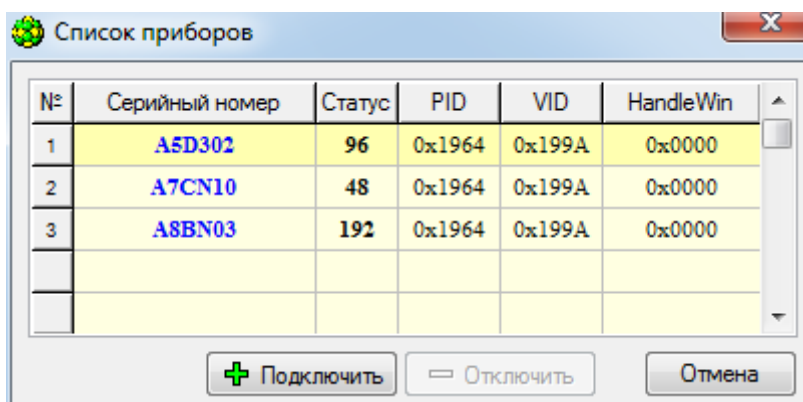 Список приборов
№ Серийный номер Статус PID VID HandleWin
1 A5D302 96 0x1964 0x199A 0x0000
2 A7CN10 48 0x1964 0x199A 0x0000
3 A8BN03 192 0x1964 0x199A 0x0000
Подключить Отключить Отмена